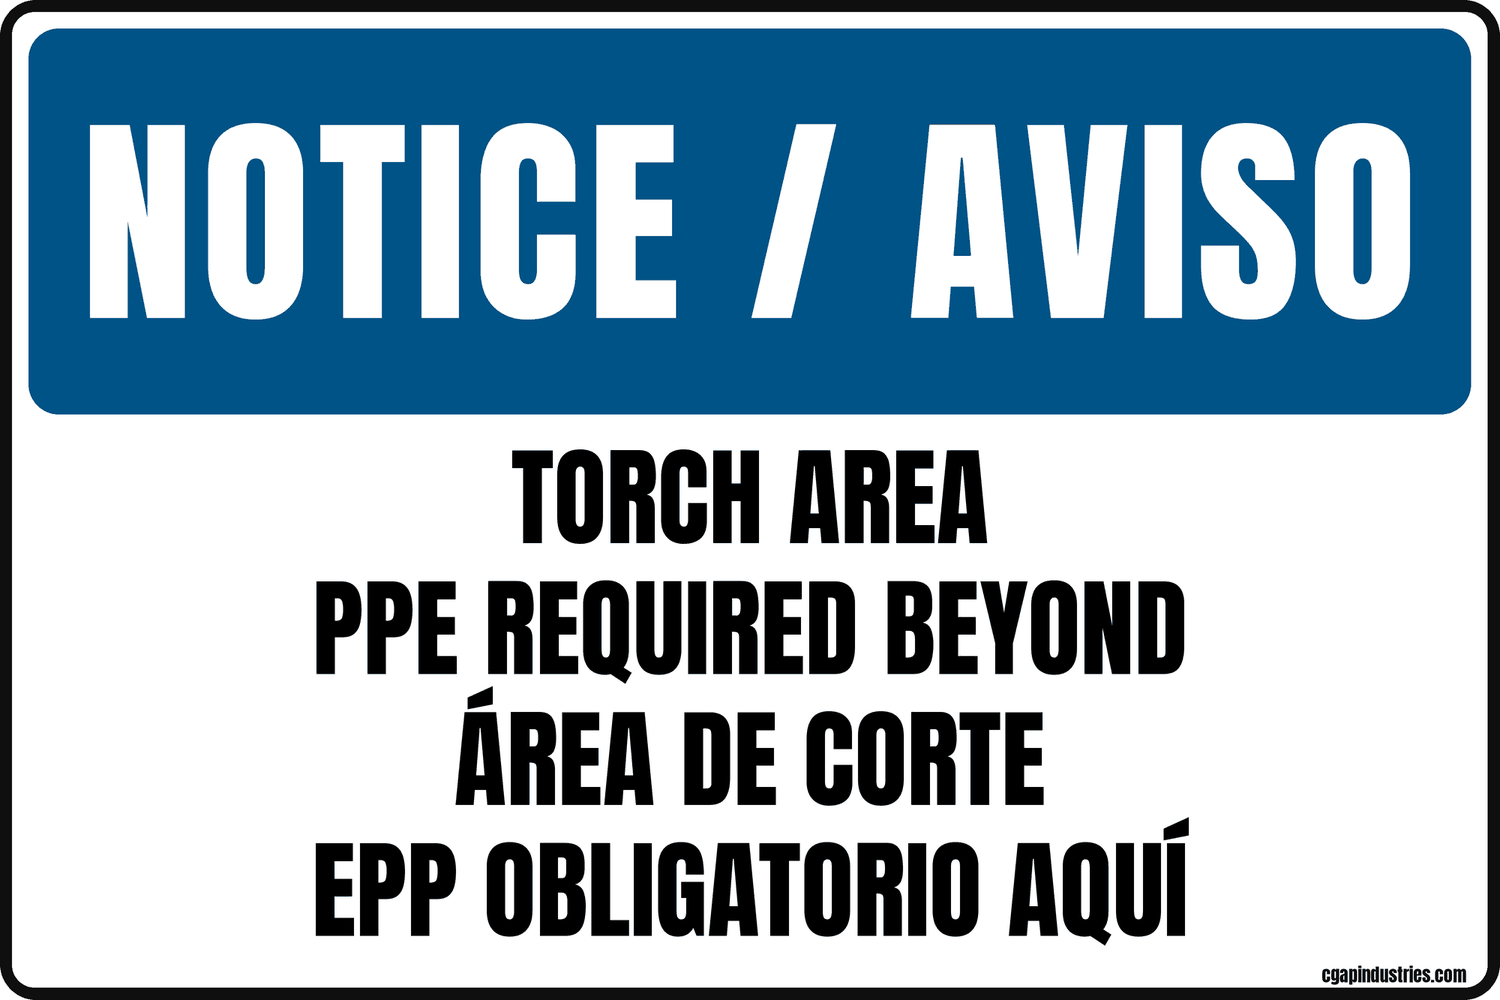 NOTICE / AVISO
TORCH AREA
PPE REQUIRED BEYOND
ÁREA DE CORTE
EPP OBLIGATORIO AQUÍ
cgapindustries.com